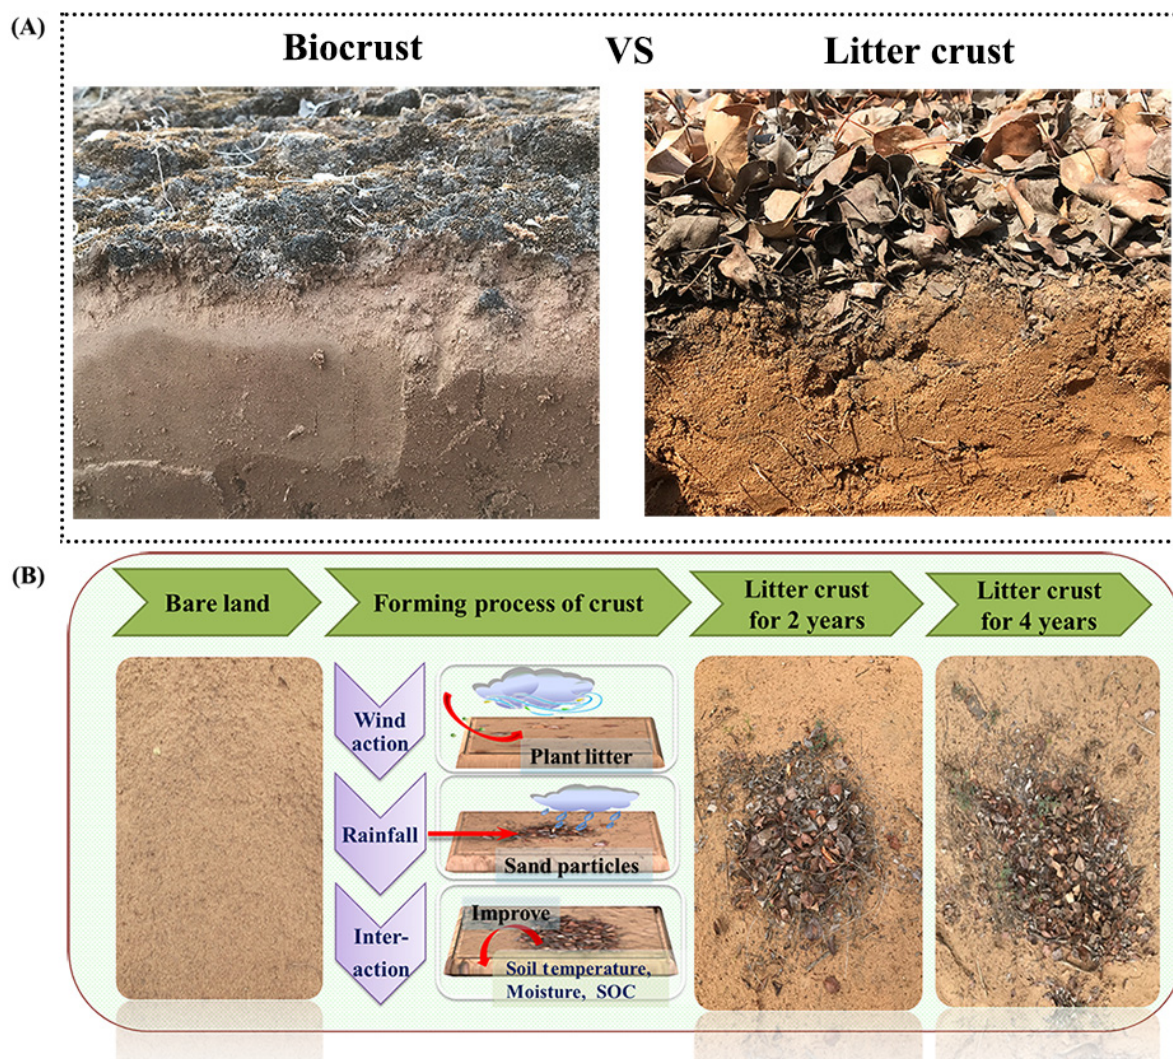 (A)
Biocrust VS Litter crust
(B)
Bare land
Forming process of crust
Litter crust
for 2 years
Litter crust
for 4 years
Wind
action
Plant litter
Rainfall
Sand particles
Inter-
action
Improve
Soil temperature,
Moisture, SOC